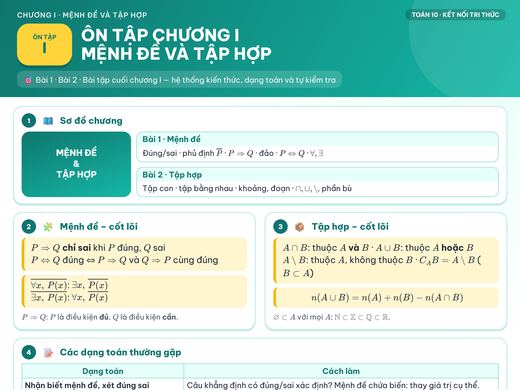 CHƯƠNG I · MỆNH ĐỀ VÀ TẬP HỢP
TOÁN 10 · KẾT NỐI TRI THỨC
ÔN TẬP
I
ÔN TẬP CHƯƠNG I
MỆNH ĐỀ VÀ TẬP HỢP
🎯 Bài 1 · Bài 2 · Bài tập cuối chương I — hệ thống kiến thức, dạng toán và tự kiểm tra
1 Sơ đồ chương
MỆNH ĐỀ
&
TẬP HỢP
Bài 1 · Mệnh đề
Đúng/sai · phủ định P̅ · P ⇒ Q · đảo · P ⇔ Q · ∀, ∃
Bài 2 · Tập hợp
Tập con · tập bằng nhau · khoảng, đoạn · ∩, ∪, \, phần bù
2 🧩 Mệnh đề – cốt lõi
P ⇒ Q chỉ sai khi P đúng, Q sai
P ⇔ Q đúng ⇔ P ⇒ Q và Q ⇒ P cùng đúng
\overline{∀x, P(x)}: ∃x, \overline{P(x)}
\overline{∃x, P(x)}: ∀x, \overline{P(x)}
P ⇒ Q: P là điều kiện đủ, Q là điều kiện cần.
3 📦 Tập hợp – cốt lõi
A ∩ B: thuộc A và B · A ∪ B: thuộc A hoặc B
A \ B: thuộc A, không thuộc B · C_A B = A \ B (
B ⊂ A)
n(A ∪ B) = n(A) + n(B) − n(A ∩ B)
∅ ⊂ A với mọi A; ℕ ⊂ ℤ ⊂ ℚ ⊂ ℝ.
4 📝 Các dạng toán thường gặp
Dạng toán Cách làm
Nhận biết mệnh đề, xét đúng sai Câu khẳng định có đúng/sai xác định? Mệnh đề chứa biến: thay giá trị cụ thể.